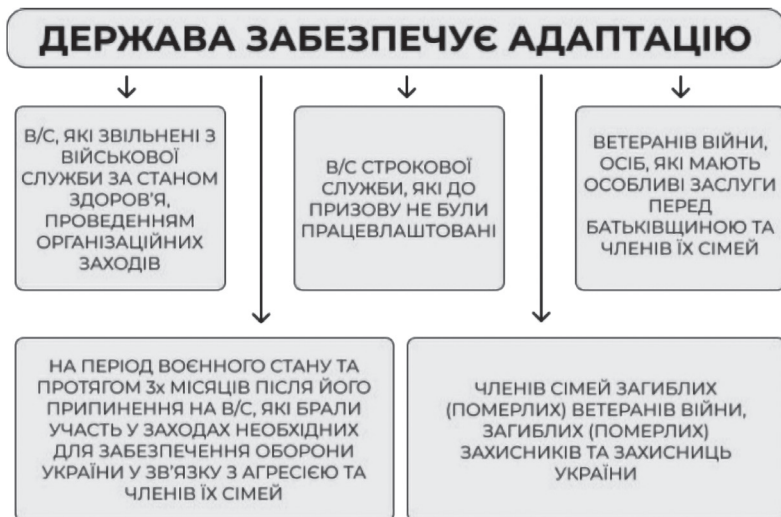 ДЕРЖАВА ЗАБЕЗПЕЧУЄ АДАПТАЦІЮ
В/С, ЯКІ ЗВІЛЬНЕНІ З
ВІЙСЬКОВОЇ
СЛУЖБИ ЗА СТАНОМ
ЗДОРОВ’Я,
ПРОВЕДЕННЯМ
ОРГАНІЗАЦІЙНИХ
ЗАХОДІВ
В/С СТРОКОВОЇ
СЛУЖБИ, ЯКІ ДО
ПРИЗОВУ НЕ БУЛИ
ПРАЦЕВЛАШТОВАНІ
ВЕТЕРАНІВ ВІЙНИ,
ОСІБ, ЯКІ МАЮТЬ
ОСОБЛИВІ ЗАСЛУГИ
ПЕРЕД
БАТЬКІВЩИНОЮ ТА
ЧЛЕНІВ ЇХ СІМЕЙ
НА ПЕРІОД ВОЄННОГО СТАНУ ТА
ПРОТЯГОМ 3х МІСЯЦІВ ПІСЛЯ ЙОГО
ПРИПИНЕННЯ НА В/С, ЯКІ БРАЛИ
УЧАСТЬ У ЗАХОДАХ НЕОБХІДНИХ
ДЛЯ ЗАБЕЗПЕЧЕННЯ ОБОРОНИ
УКРАЇНИ У ЗВ’ЯЗКУ З АГРЕСІЄЮ ТА
ЧЛЕНІВ ЇХ СІМЕЙ
ЧЛЕНІВ СІМЕЙ ЗАГИБЛИХ
(ПОМЕРЛИХ) ВЕТЕРАНІВ ВІЙНИ,
ЗАГИБЛИХ (ПОМЕРЛИХ)
ЗАХИСНИКІВ ТА ЗАХИСНИЦЬ
УКРАЇНИ